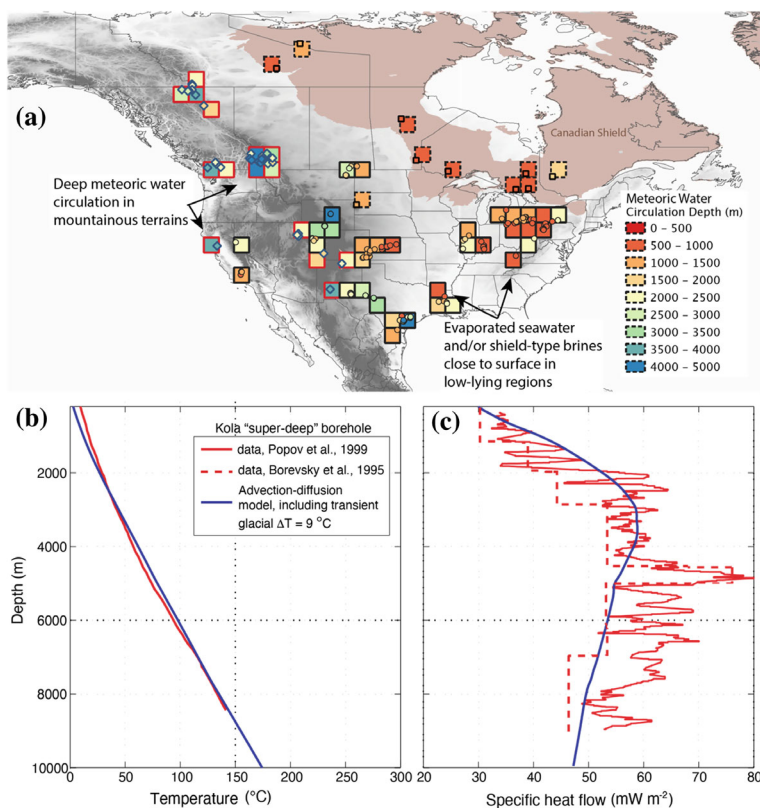 (a)
Canadian Shield
Deep meteoric water
circulation in
mountainous terrains
Evaporated seawater
and/or shield-type brines
close to surface in
low-lying regions
Meteoric Water
Circulation Depth (m)
0 – 500
500 – 1000
1000 – 1500
1500 – 2000
2000 – 2500
2500 – 3000
3000 – 3500
3500 – 4000
4000 – 5000
(b)
Kola "super-deep" borehole
data, Popov et al., 1999
data, Borevsky et al., 1995
Advection-diffusion
model, including transient
glacial ΔT = 9 °C
Depth (m)
2000
4000
6000
8000
10000
0 50 100 150 200 250 300
Temperature (°C)
(c)
20 30 40 50 60 70 80
Specific heat flow (mW m-2)